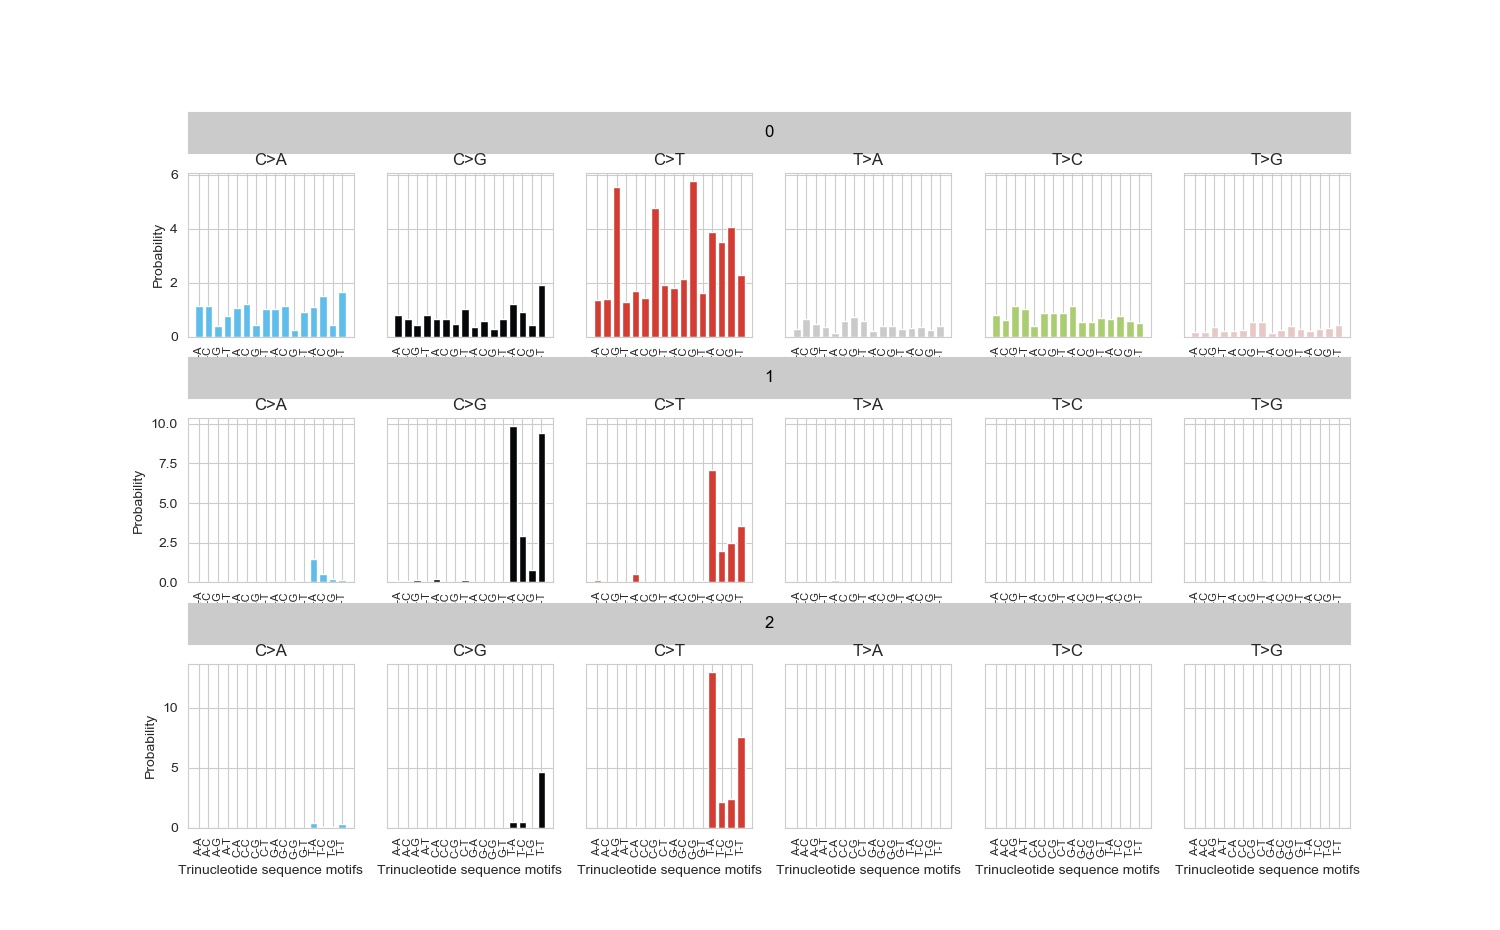 0
C>A C>G C>T T>A T>C T>G
Probability
6
4
2
0
1
C>A C>G C>T T>A T>C T>G
Probability
10.0
7.5
5.0
2.5
0.0
2
C>A C>G C>T T>A T>C T>G
Probability
10
5
0
A-A A-C A-G A-T C-A C-C C-G C-T G-A G-C G-G G-T T-A T-C T-G T-T
A-A A-C A-G A-T C-A C-C C-G C-T G-A G-C G-G G-T T-A T-C T-G T-T
A-A A-C A-G A-T C-A C-C C-G C-T G-A G-C G-G G-T T-A T-C T-G T-T
A-A A-C A-G A-T C-A C-C C-G C-T G-A G-C G-G G-T T-A T-C T-G T-T
A-A A-C A-G A-T C-A C-C C-G C-T G-A G-C G-G G-T T-A T-C T-G T-T
A-A A-C A-G A-T C-A C-C C-G C-T G-A G-C G-G G-T T-A T-C T-G T-T
Trinucleotide sequence motifs Trinucleotide sequence motifs Trinucleotide sequence motifs Trinucleotide sequence motifs Trinucleotide sequence motifs Trinucleotide sequence motifs